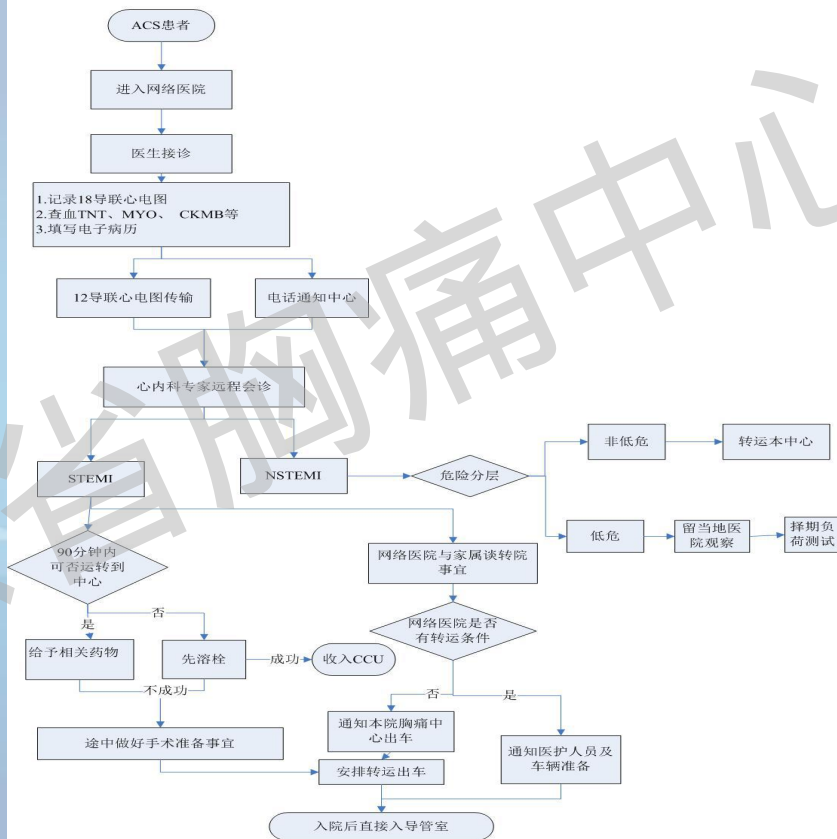 ACS患者
进入网络医院
医生接诊
1.记录18导联心电图
2.查血TNT、MYO、 CKMB等
3.填写电子病历
12导联心电图传输
电话通知中心
心内科专家远程会诊
STEMI
NSTEMI
危险分层
非低危
转运本中心
低危
留当地医
院观察
择期负
荷测试
90分钟内
可否运转到
中心
网络医院与家属谈转院
事宜
是
否
网络医院是否
有转运条件
给予相关药物
先溶栓
成功
收入CCU
不成功
否
是
途中做好手术准备事宜
通知本院胸痛中
心出车
安排转运出车
通知医护人员及
车辆准备
入院后直接入导管室
省胸痛中心